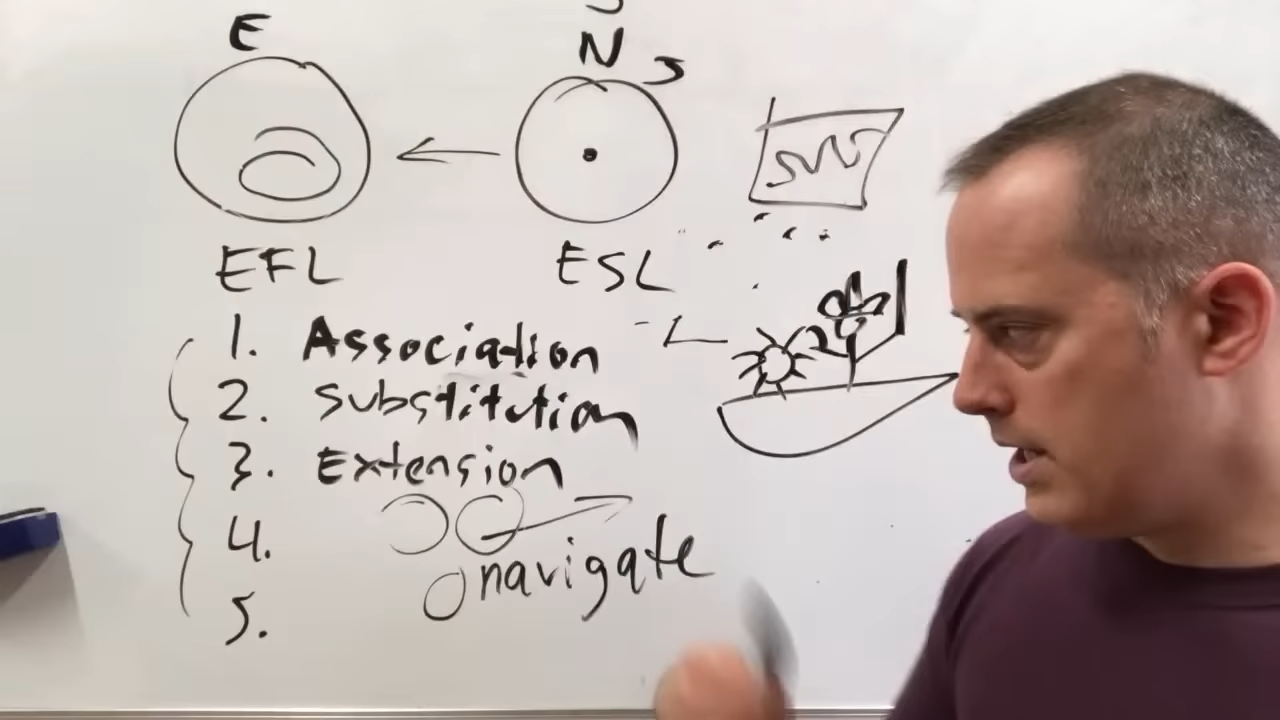 E
N S
EFL
ESL
1. Association
2. Substitution
3. Extension
4.
navigate
5.